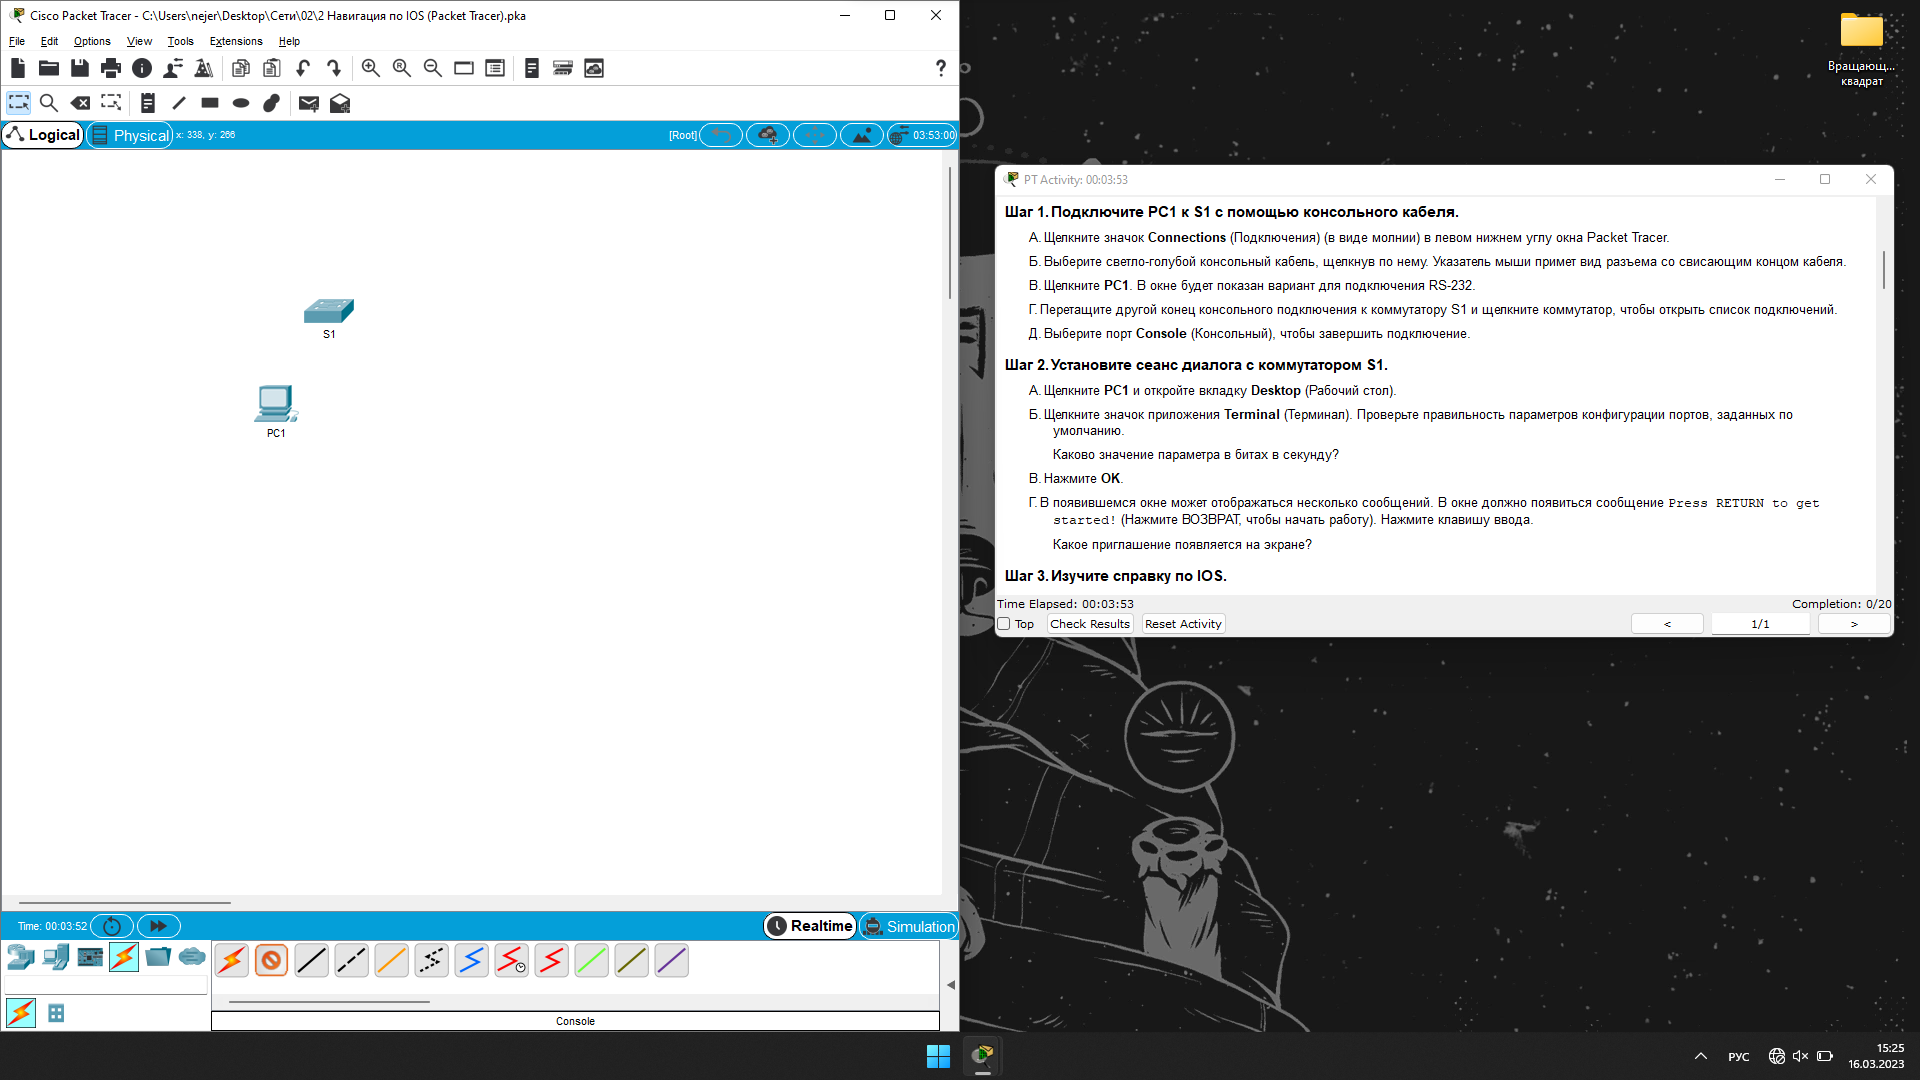 Cisco Packet Tracer - C:\Users\nejer\Desktop\Сети\02\2 Навигация по IOS (Packet Tracer).pka
File Edit Options View Tools Extensions Help
Logical Physical x: 338, y: 266 [Root] 03:53:00
S1
PC1
Time: 00:03:52 Realtime Simulation
Console
Вращающ...
квадрат
PT Activity: 00:03:53
Шаг 1. Подключите PC1 к S1 с помощью консольного кабеля.
А. Щелкните значок Connections (Подключения) (в виде молнии) в левом нижнем углу окна Packet Tracer.
Б. Выберите светло-голубой консольный кабель, щелкнув по нему. Указатель мыши примет вид разъема со свисающим концом кабеля.
В. Щелкните PC1. В окне будет показан вариант для подключения RS-232.
Г. Перетащите другой конец консольного подключения к коммутатору S1 и щелкните коммутатор, чтобы открыть список подключений.
Д. Выберите порт Console (Консольный), чтобы завершить подключение.
Шаг 2. Установите сеанс диалога с коммутатором S1.
А. Щелкните PC1 и откройте вкладку Desktop (Рабочий стол).
Б. Щелкните значок приложения Terminal (Терминал). Проверьте правильность параметров конфигурации портов, заданных по
умолчанию.
Каково значение параметра в битах в секунду?
В. Нажмите OK.
Г. В появившемся окне может отображаться несколько сообщений. В окне должно появиться сообщение Press RETURN to get
started! (Нажмите ВОЗВРАТ, чтобы начать работу). Нажмите клавишу ввода.
Какое приглашение появляется на экране?
Шаг 3. Изучите справку по IOS.
Time Elapsed: 00:03:53 Completion: 0/20
Top Check Results Reset Activity < 1/1 >
РУС
15:25
16.03.2023